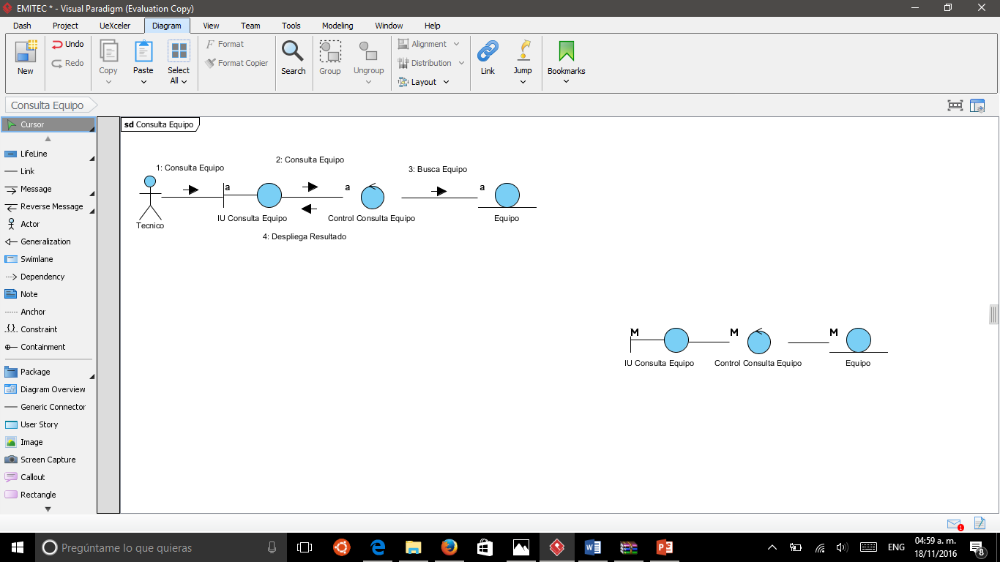 EMITEC * - Visual Paradigm (Evaluation Copy)
Dash Project UeXceler Diagram View Team Tools Modeling Window Help
New
Undo
Redo
Copy
Paste
Select
All
Format
Format Copier
Search
Group
Ungroup
Alignment
Distribution
Layout
Link
Jump
Bookmarks
Consulta Equipo
Cursor
LifeLine
Link
Message
Reverse Message
Actor
Generalization
Swimlane
Dependency
Note
Anchor
Constraint
Containment
Package
Diagram Overview
Generic Connector
User Story
Image
Screen Capture
Callout
Rectangle
sd Consulta Equipo
1: Consulta Equipo
2: Consulta Equipo
3: Busca Equipo
a
a
a
Tecnico
IU Consulta Equipo
Control Consulta Equipo
Equipo
4: Despliega Resultado
M
M
M
IU Consulta Equipo
Control Consulta Equipo
Equipo
1
Pregúntame lo que quieras
ENG
04:59 a. m.
18/11/2016
8